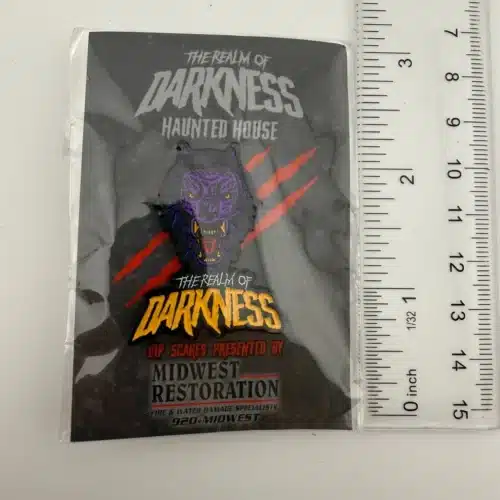 THE REALM OF
DARKNESS
HAUNTED HOUSE
THE REALM OF
DARKNESS
VIP SCARES PRESENTED BY
MIDWEST
RESTORATION
FIRE & WATER DAMAGE SPECIALISTS
920-MIDWEST
7
3
8
9
10
2
11
12
1
13
1/32
14
0 inch
15